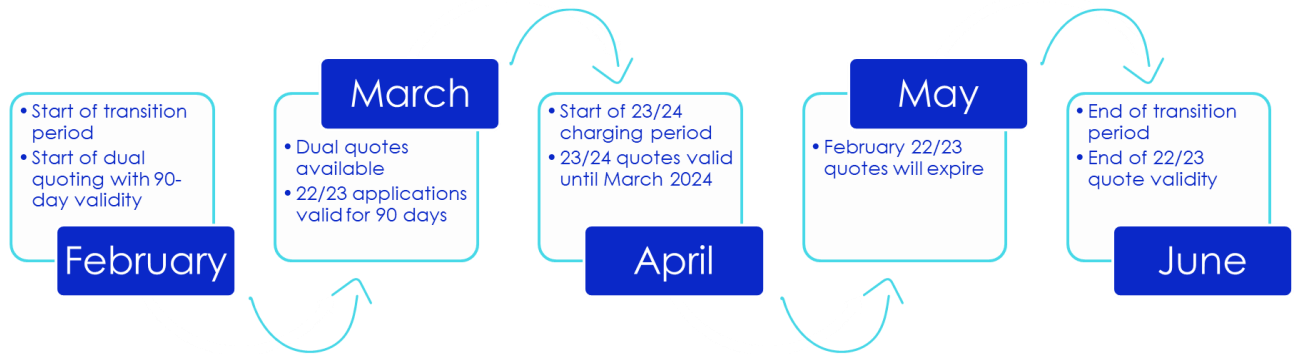 February
• Start of transition
period
• Start of dual
quoting with 90-
day validity
March
• Dual quotes
available
• 22/23 applications
valid for 90 days
April
• Start of 23/24
charging period
• 23/24 quotes valid
until March 2024
May
• February 22/23
quotes will expire
June
• End of transition
period
• End of 22/23
quote validity